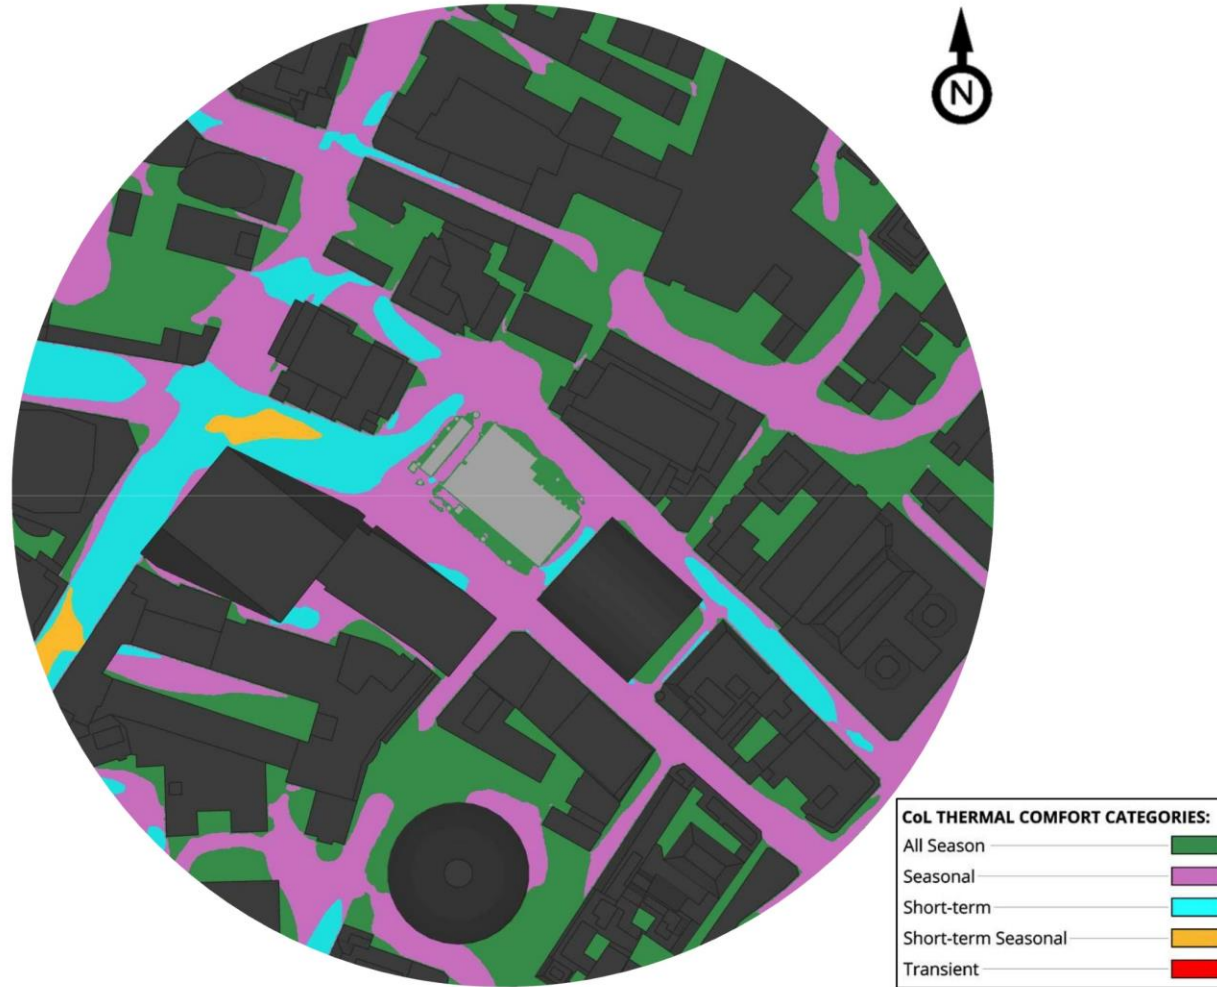 N
CoL THERMAL COMFORT CATEGORIES:
All Season
Seasonal
Short-term
Short-term Seasonal
Transient